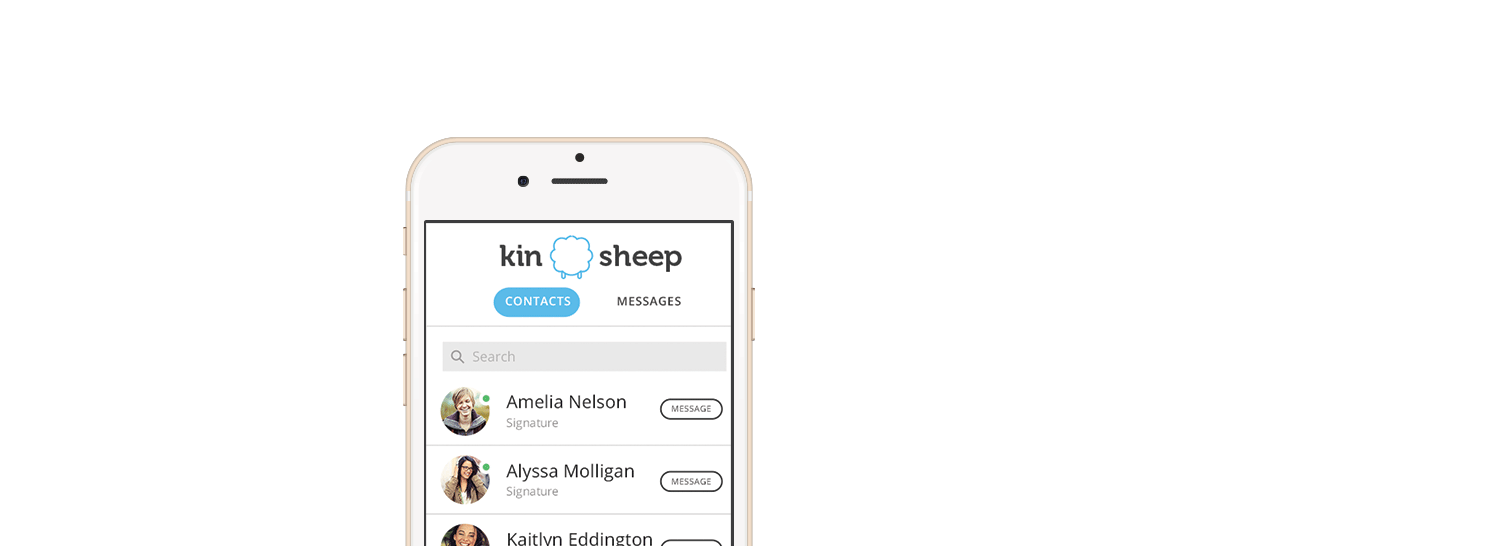 kin sheep
CONTACTS MESSAGES
Search
Amelia Nelson
Signature
MESSAGE
Alyssa Molligan
Signature
MESSAGE
Kaitlyn Eddington